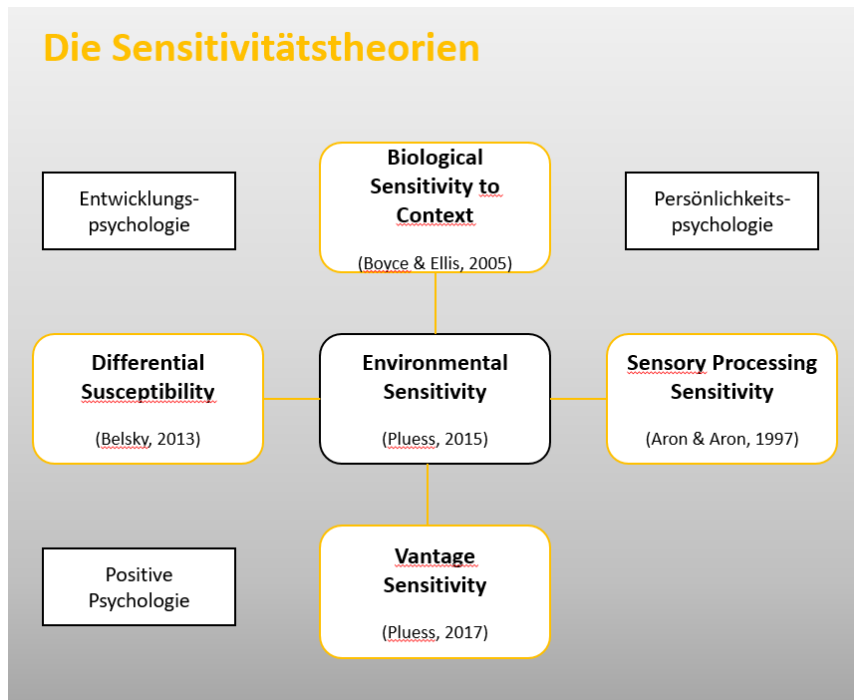 Die Sensitivitätstheorien
Biological
Sensitivity to
Context
(Boyce & Ellis, 2005)
Entwicklungs-
psychologie
Persönlichkeits-
psychologie
Differential
Susceptibility
(Belsky, 2013)
Environmental
Sensitivity
(Pluess, 2015)
Sensory Processing
Sensitivity
(Aron & Aron, 1997)
Positive
Psychologie
Vantage
Sensitivity
(Pluess, 2017)